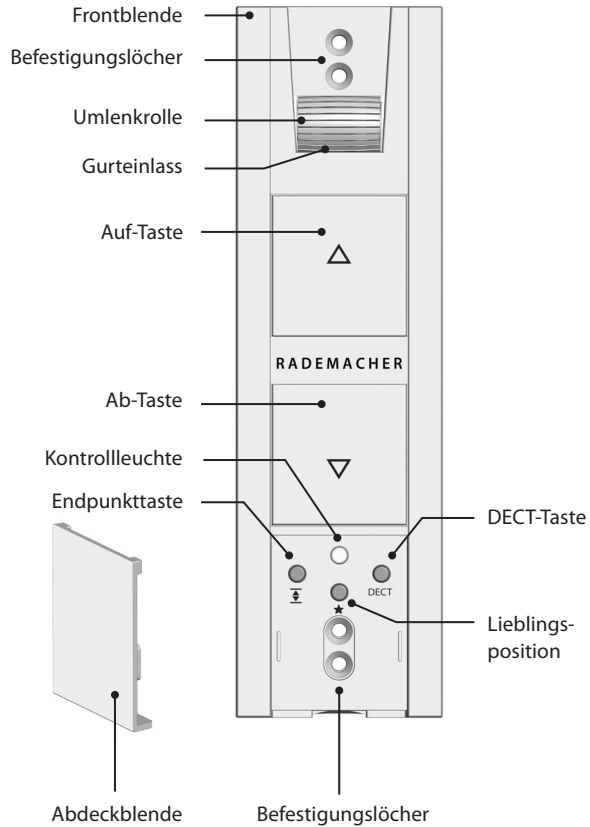 Frontblende
Befestigungslöcher
Umlenkrolle
Gurteinlass
Auf-Taste
RADEMACHER
Ab-Taste
Kontrollleuchte
Endpunkttaste
DECT-Taste
DECT
Lieblings-
position
Abdeckblende
Befestigungslöcher